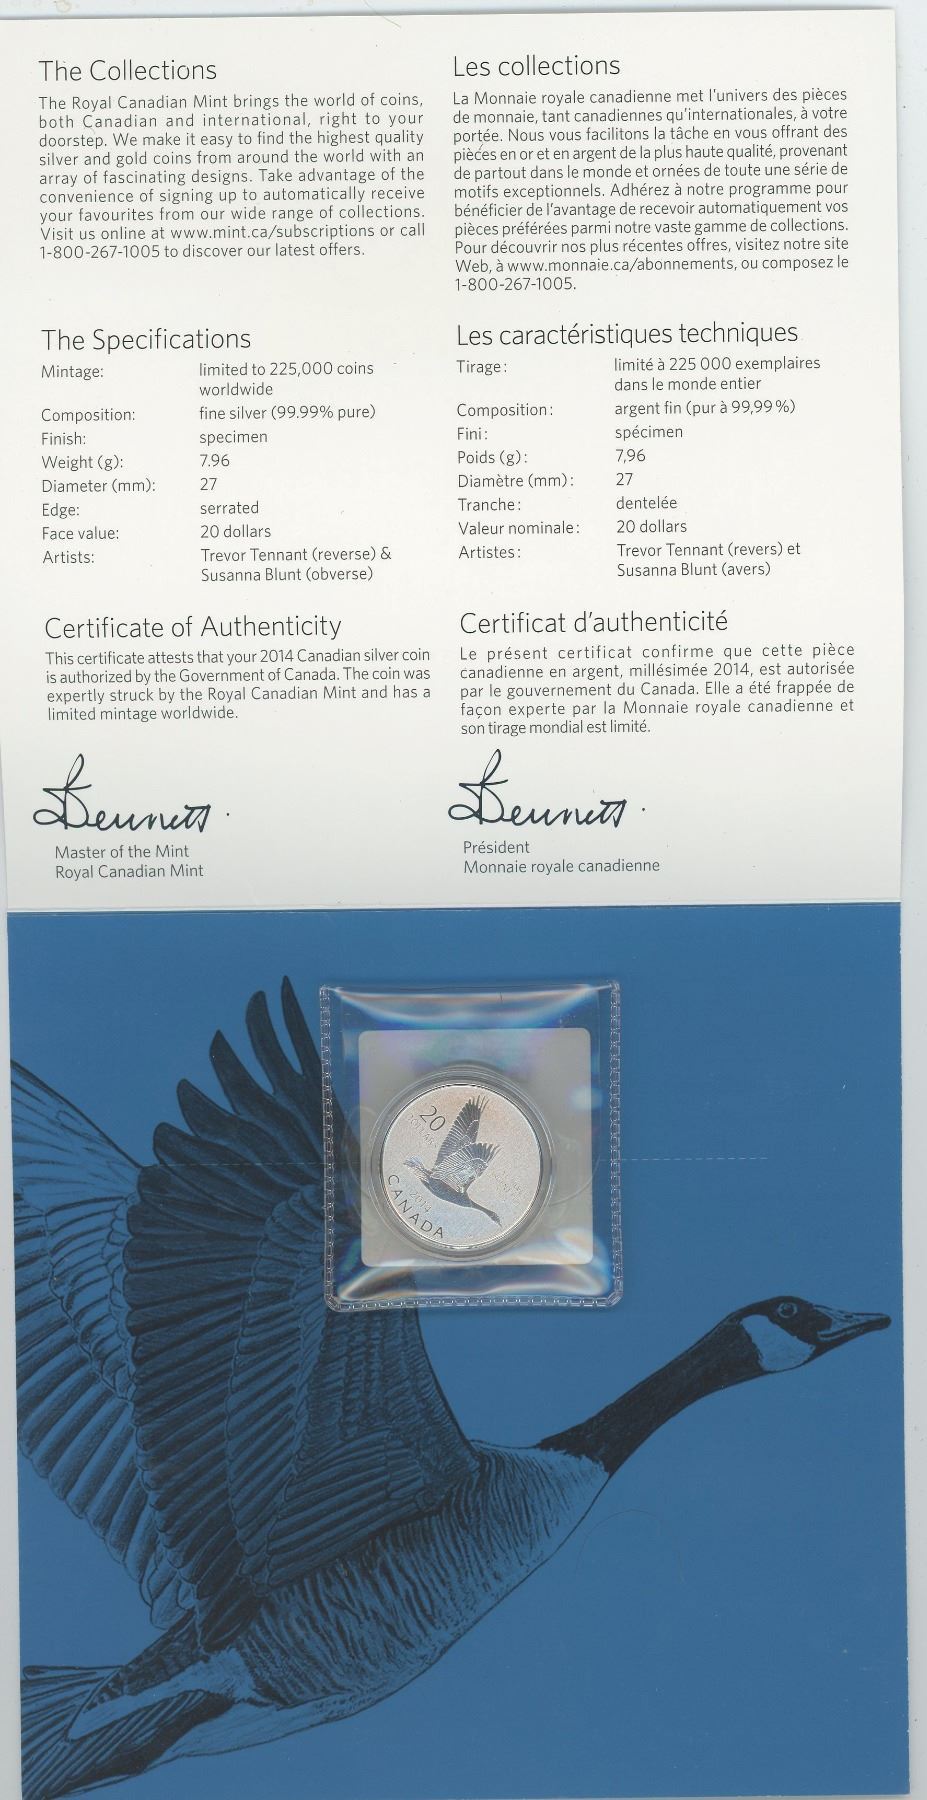 The Collections
The Royal Canadian Mint brings the world of coins,
both Canadian and international, right to your
doorstep. We make it easy to find the highest quality
silver and gold coins from around the world with an
array of fascinating designs. Take advantage of the
convenience of signing up to automatically receive
your favourites from our wide range of collections.
Visit us online at www.mint.ca/subscriptions or call
1-800-267-1005 to discover our latest offers.
The Specifications
Mintage: limited to 225,000 coins
worldwide
Composition: fine silver (99.99% pure)
Finish: specimen
Weight (g): 7.96
Diameter (mm): 27
Edge: serrated
Face value: 20 dollars
Artists: Trevor Tennant (reverse) &
Susanna Blunt (obverse)
Certificate of Authenticity
This certificate attests that your 2014 Canadian silver coin
is authorized by the Government of Canada. The coin was
expertly struck by the Royal Canadian Mint and has a
limited mintage worldwide.
Bennett
Master of the Mint
Royal Canadian Mint
Les collections
La Monnaie royale canadienne met l'univers des pièces
de monnaie, tant canadiennes qu'internationales, à votre
portée. Nous vous facilitons la tâche en vous offrant des
pièces en or et en argent de la plus haute qualité, provenant
de partout dans le monde et ornées de toute une série de
motifs exceptionnels. Adhérez à notre programme pour
bénéficier de l'avantage de recevoir automatiquement vos
pièces préférées parmi notre vaste gamme de collections.
Pour découvrir nos plus récentes offres, visitez notre site
Web, à www.monnaie.ca/abonnements, ou composez le
1-800-267-1005.
Les caractéristiques techniques
Tirage: limité à 225 000 exemplaires
dans le monde entier
Composition: argent fin (pur à 99,99 %)
Fini: spécimen
Poids (g): 7,96
Diamètre (mm): 27
Tranche: dentelée
Valeur nominale: 20 dollars
Artistes: Trevor Tennant (revers) et
Susanna Blunt (avers)
Certificat d'authenticité
Le présent certificat confirme que cette pièce
canadienne en argent, millésimée 2014, est autorisée
par le gouvernement du Canada. Elle a été frappée de
façon experte par la Monnaie royale canadienne et
son tirage mondial est limité.
Bennett
Président
Monnaie royale canadienne
20
DOLLARS
2014
CANADA